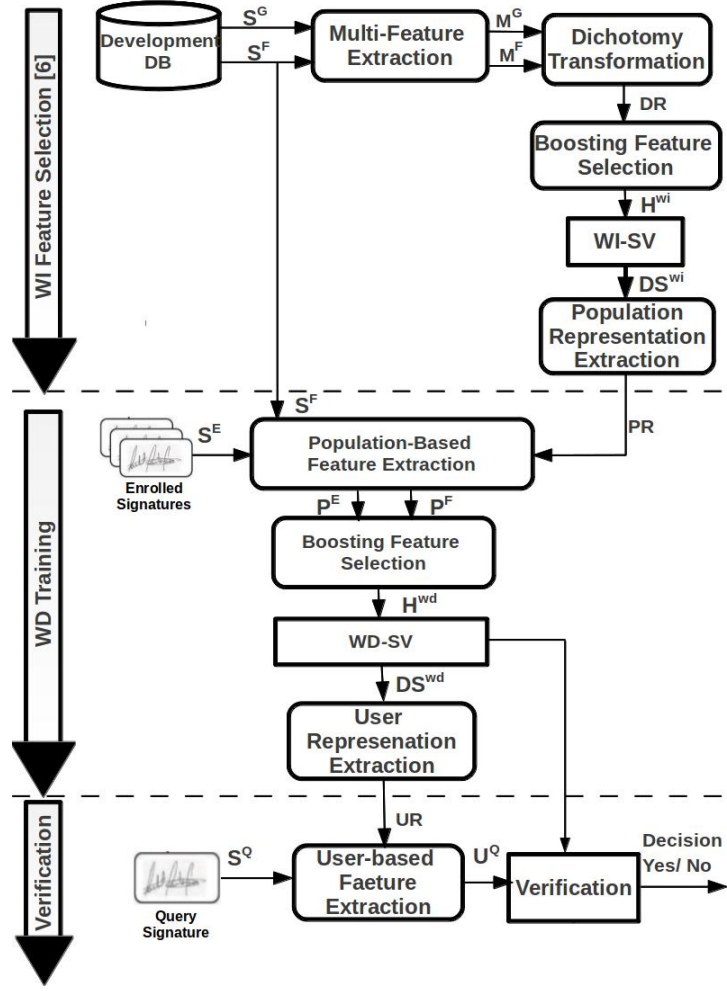 WI Feature Selection [6]
Development
DB
S^G
S^F
Multi-Feature
Extraction
M^G
M^F
Dichotomy
Transformation
DR
Boosting Feature
Selection
H^wi
WI-SV
DS^wi
Population
Representation
Extraction
PR
WD Training
S^F
S^E
Enrolled
Signatures
Population-Based
Feature Extraction
P^E
P^F
Boosting Feature
Selection
H^wd
WD-SV
DS^wd
User
Represenation
Extraction
UR
Verification
S^Q
Query
Signature
User-based
Faeture
Extraction
U^Q
Verification
Decision
Yes/ No